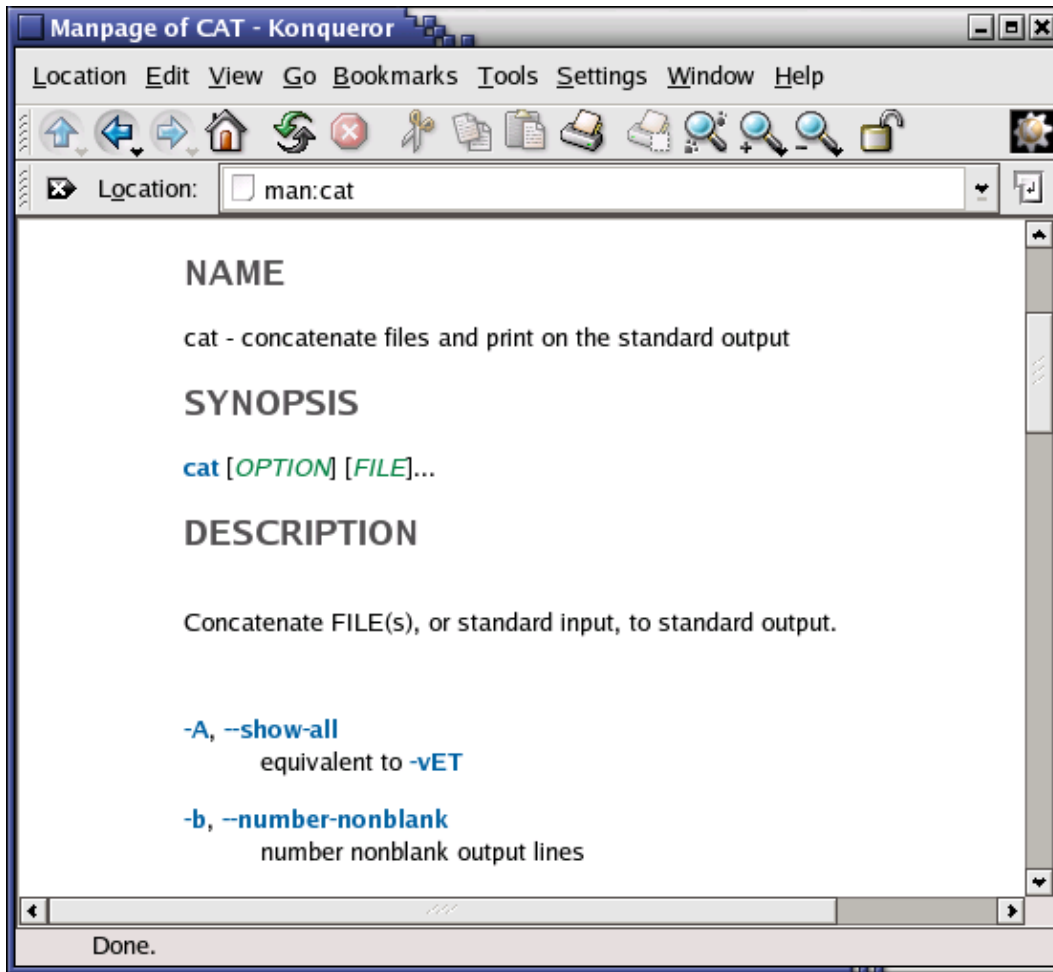 Manpage of CAT - Konqueror
Location Edit View Go Bookmarks Tools Settings Window Help
Location: man:cat
NAME
cat - concatenate files and print on the standard output
SYNOPSIS
cat [OPTION] [FILE]...
DESCRIPTION
Concatenate FILE(s), or standard input, to standard output.
-A, --show-all
equivalent to -vET
-b, --number-nonblank
number nonblank output lines
Done.